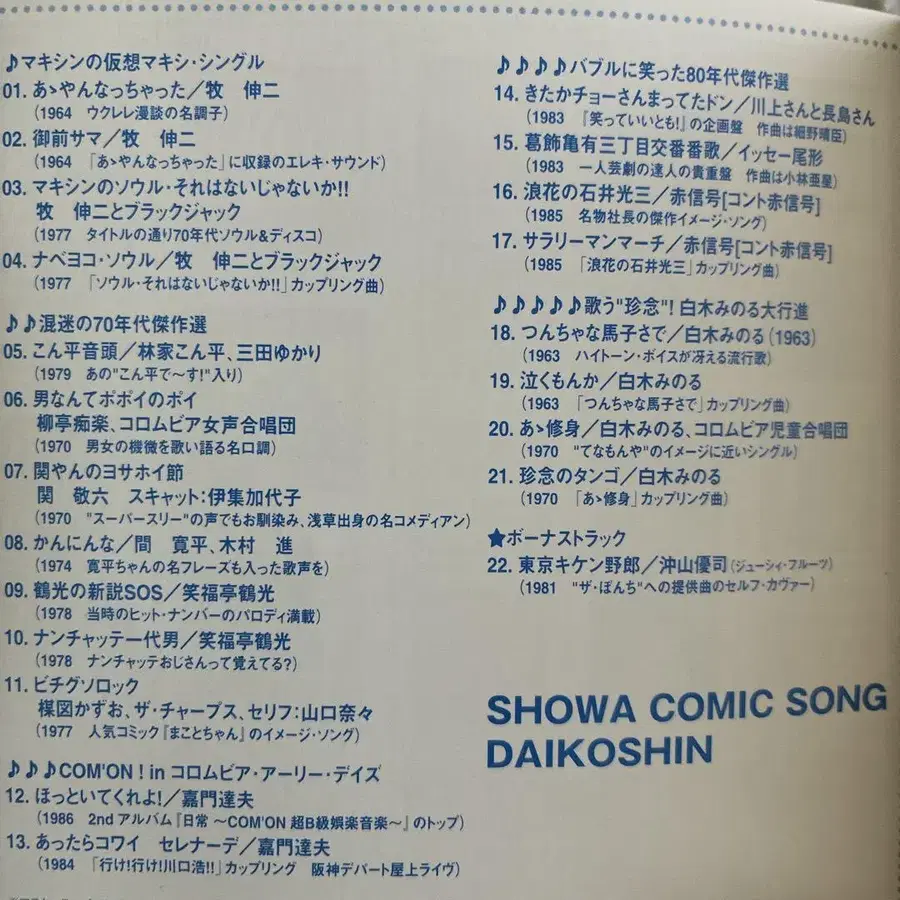 ♪マキシンの仮想マキシ・シングル
01. あゝやんなっちゃった／牧　伸二
(1964　ウクレレ漫談の名調子)
02. 御前サマ／牧　伸二
(1964　「あゝやんなっちゃった」に収録のエレキ・サウンド)
03. マキシンのソウル・それはないじゃないか!!
牧　伸二とブラックジャック
(1977　タイトルの通り70年代ソウル&ディスコ)
04. ナベヨコ・ソウル／牧　伸二とブラックジャック
(1977　「ソウル・それはないじゃないか!!」カップリング曲)
♪♪混迷の70年代傑作選
05. こん平音頭／林家こん平、三田ゆかり
(1979　あの"こん平で〜す!"入り)
06. 男なんてポポイのポイ
柳亭痴楽、コロムビア女声合唱団
(1970　男女の機微を歌い語る名口調)
07. 関やんのヨサホイ節
関　敬六　スキャット:伊集加代子
(1970　"スーパースリー"の声でもお馴染み、浅草出身の名コメディアン)
08. かんにんな／間　寛平、木村　進
(1974　寛平ちゃんの名フレーズも入った歌声を)
09. 鶴光の新説SOS／笑福亭鶴光
(1978　当時のヒット・ナンバーのパロディ満載)
10. ナンチャッテ一代男／笑福亭鶴光
(1978　ナンチャッテおじさんって覚えてる?)
11. ビチグソロック
楳図かずお、ザ・チャープス、セリフ:山口奈々
(1977　人気コミック『まことちゃん』のイメージ・ソング)
♪♪♪COM'ON ! in コロムビア・アーリー・デイズ
12. ほっといてくれよ!／嘉門達夫
(1986　2nd アルバム『日常 〜COM'ON 超B級娯楽音楽〜』のトップ)
13. あったらコワイ　セレナーデ／嘉門達夫
(1984　「行け!行け!川口浩!!」カップリング　阪神デパート屋上ライヴ)
♪♪♪♪バブルに笑った80年代傑作選
14. きたかチョーさんまってたドン／川上さんと長島さん
(1983　『笑っていいとも!』の企画盤　作曲は細野晴臣)
15. 葛飾亀有三丁目交番番歌／イッセー尾形
(1983　一人芸劇の達人の貴重盤　作曲は小林亜星)
16. 浪花の石井光三／赤信号[コント赤信号]
(1985　名物社長の傑作イメージ・ソング)
17. サラリーマンマーチ／赤信号[コント赤信号]
(1985　「浪花の石井光三」カップリング曲)
♪♪♪♪♪歌う"珍念"! 白木みのる大行進
18. つんちゃな馬子さで／白木みのる (1963)
(1963　ハイトーン・ボイスが冴える流行歌)
19. 泣くもんか／白木みのる
(1963　「つんちゃな馬子さで」カップリング曲)
20. あゝ修身／白木みのる、コロムビア児童合唱団
(1970　"てなもんや"のイメージに近いシングル)
21. 珍念のタンゴ／白木みのる
(1970　「あゝ修身」カップリング曲)
★ボーナストラック
22. 東京キケン野郎／沖山優司 (ジューシィ・フルーツ)
(1981　"ザ・ぼんち"への提供曲のセルフ・カヴァー)
SHOWA COMIC SONG
DAIKOSHIN